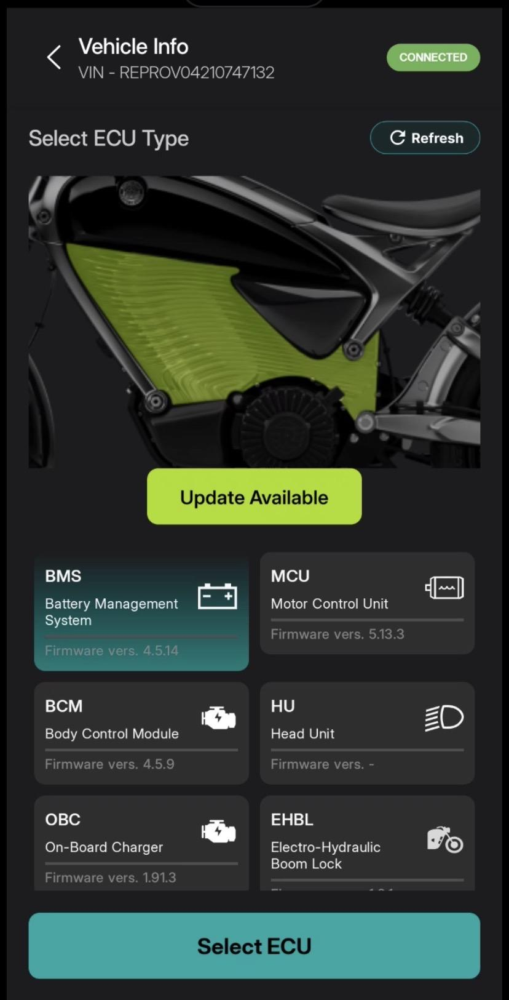 Vehicle Info
VIN - REPROV04210747132
CONNECTED
Select ECU Type
Refresh
Update Available
BMS
Battery Management
System
Firmware vers. 4.5.14
MCU
Motor Control Unit
Firmware vers. 5.13.3
BCM
Body Control Module
Firmware vers. 4.5.9
HU
Head Unit
Firmware vers. -
OBC
On-Board Charger
Firmware vers. 1.91.3
EHBL
Electro-Hydraulic
Boom Lock
Select ECU